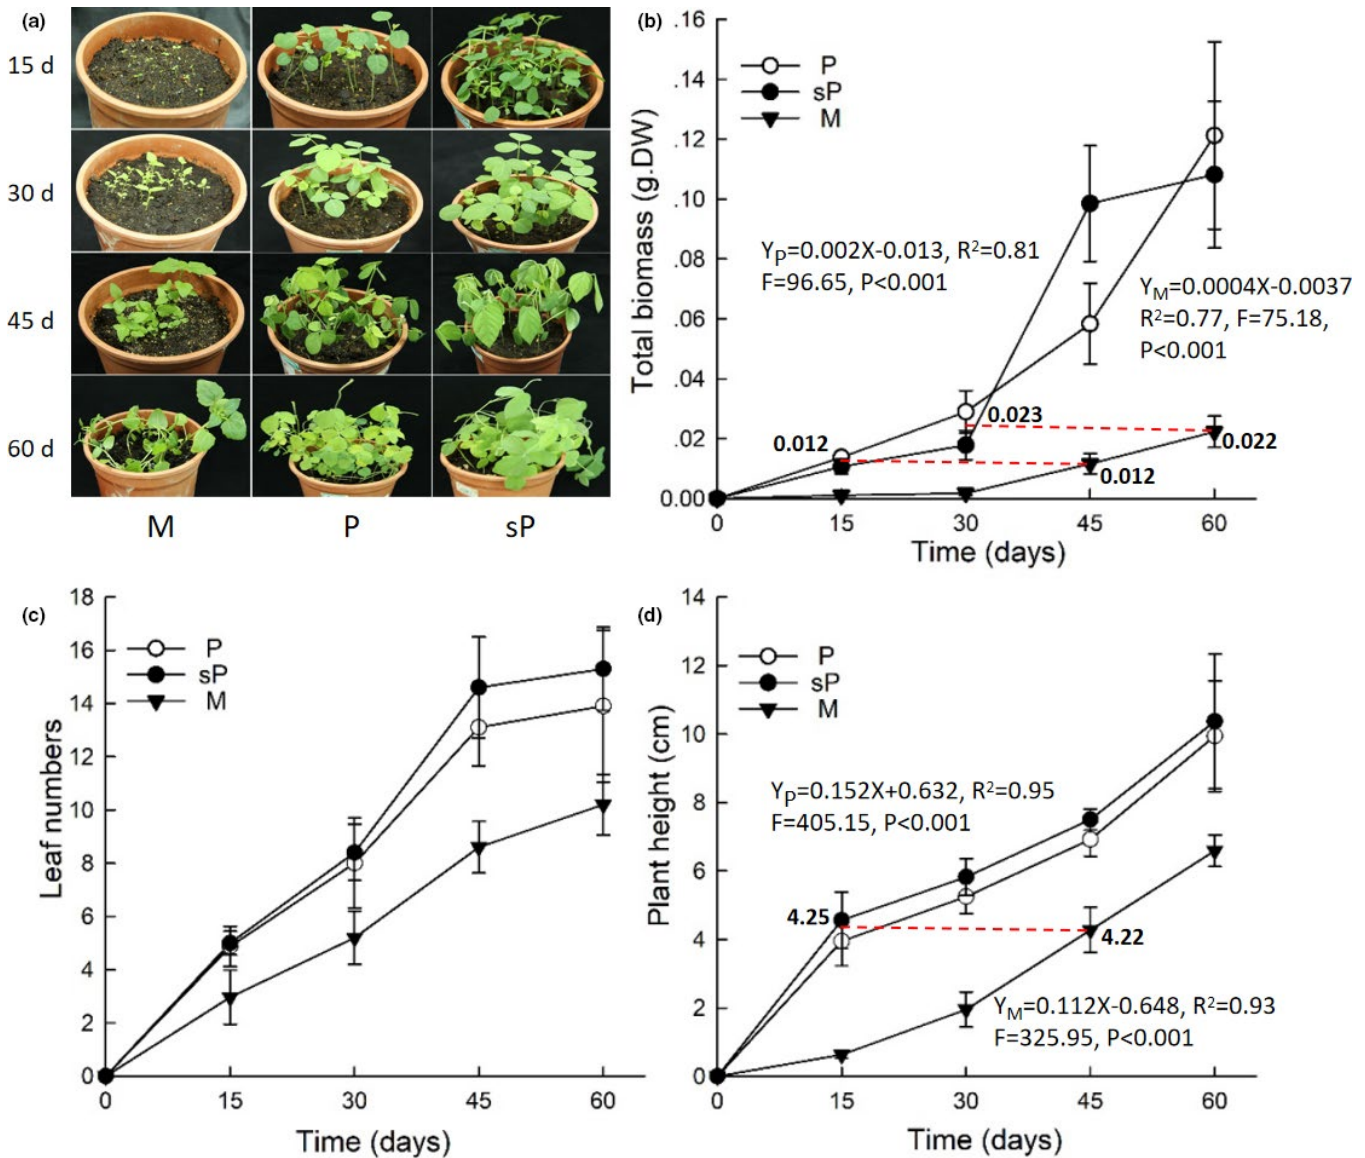 (a)
15 d
30 d
45 d
60 d
M P sP
(b)
.16
.14
.12
.10
.08
.06
.04
.02
0.00
Total biomass (g.DW)
P
sP
M
Y_P=0.002X-0.013, R²=0.81
F=96.65, P<0.001
Y_M=0.0004X-0.0037
R²=0.77, F=75.18,
P<0.001
0.012
0.023
0.012
0.022
0 15 30 45 60
Time (days)
(c)
18
16
14
12
10
8
6
4
2
0
Leaf numbers
P
sP
M
0 15 30 45 60
Time (days)
(d)
14
12
10
8
6
4
2
0
Plant height (cm)
P
sP
M
Y_P=0.152X+0.632, R²=0.95
F=405.15, P<0.001
4.25
4.22
Y_M=0.112X-0.648, R²=0.93
F=325.95, P<0.001
0 15 30 45 60
Time (days)